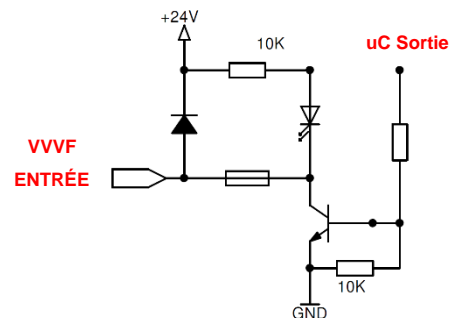 +24V
10K
uC Sortie
VVVF
ENTRÉE
10K
GND